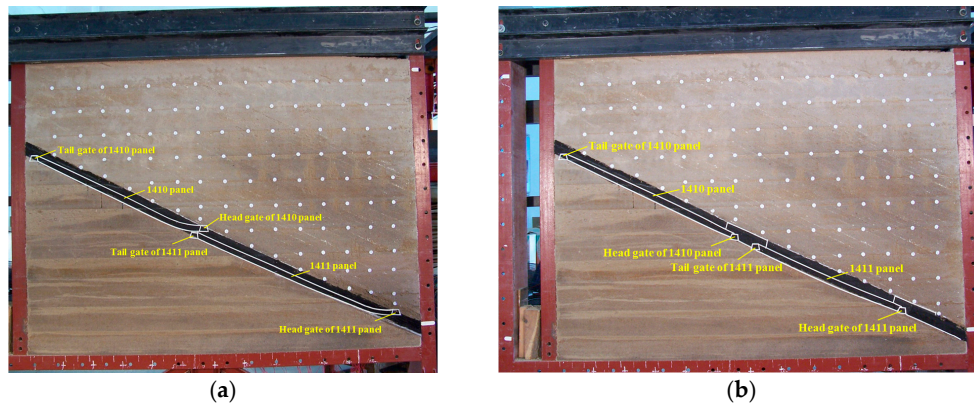 Tail gate of 1410 panel
1410 panel
Head gate of 1410 panel
Tail gate of 1411 panel
1411 panel
Head gate of 1411 panel
(a)
Tail gate of 1410 panel
1410 panel
Head gate of 1410 panel
Tail gate of 1411 panel
1411 panel
Head gate of 1411 panel
(b)